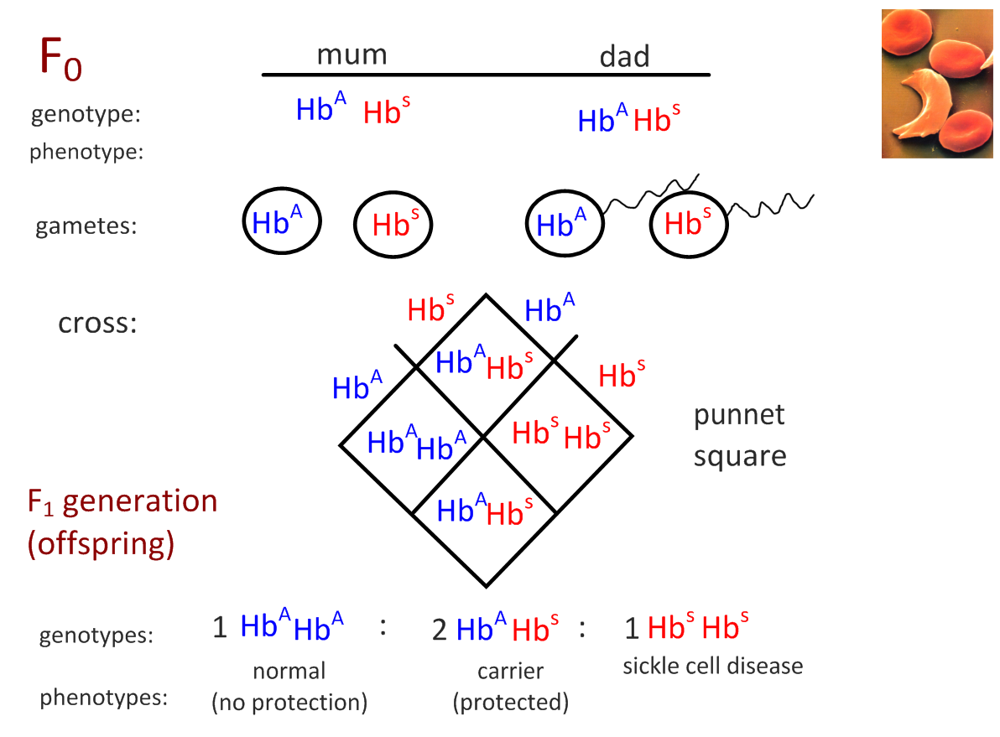 F₀
mum dad
genotype: Hbᴬ Hbˢ Hbᴬ Hbˢ
phenotype:
gametes: Hbᴬ Hbˢ Hbᴬ Hbˢ
cross:
Hbˢ Hbᴬ
Hbᴬ Hbᴬ Hbˢ Hbˢ
Hbᴬ Hbᴬ Hbˢ Hbˢ
Hbᴬ Hbˢ
punnet
square
F₁ generation
(offspring)
genotypes: 1 Hbᴬ Hbᴬ : 2 Hbᴬ Hbˢ : 1 Hbˢ Hbˢ
normal carrier sickle cell disease
phenotypes: (no protection) (protected)